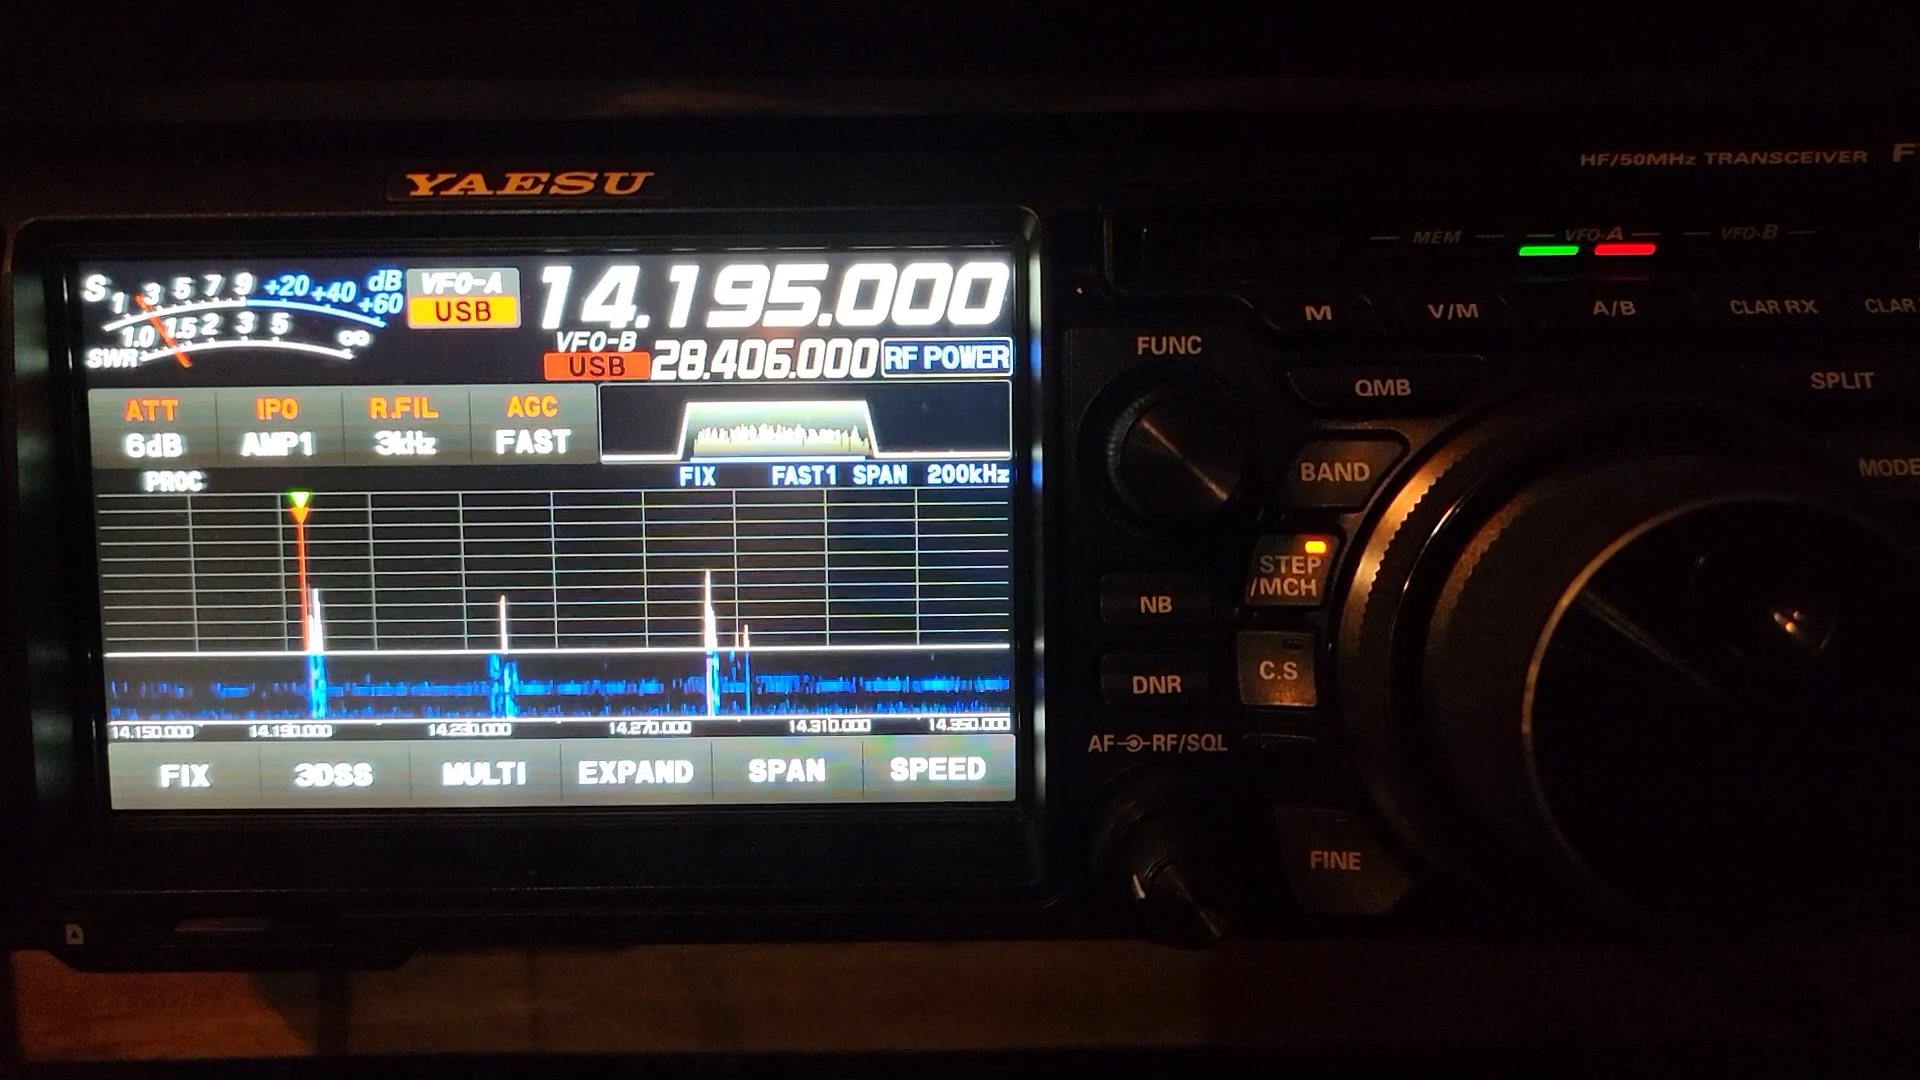 YAESU
HF/50MHz TRANSCEIVER F
MEM VFO-A VFO-B
M V/M A/B CLAR RX CLAR
S 1 3 5 7 9 +20 +40 +60 dB
1.0 1.5 2 3 5 ∞
SWR
VFO-A
USB
14.195.000
VFO-B
USB
28.406.000
RF POWER
ATT IPO R.FIL AGC
6dB AMP1 3kHz FAST
PROC
FIX FAST1 SPAN 200kHz
14.150.000 14.190.000 14.230.000 14.270.000 14.310.000 14.350.000
FIX 3DSS MULTI EXPAND SPAN SPEED
FUNC
QMB
SPLIT
BAND
MODE
STEP
/MCH
NB
C.S
DNR
AF RF/SQL
FINE